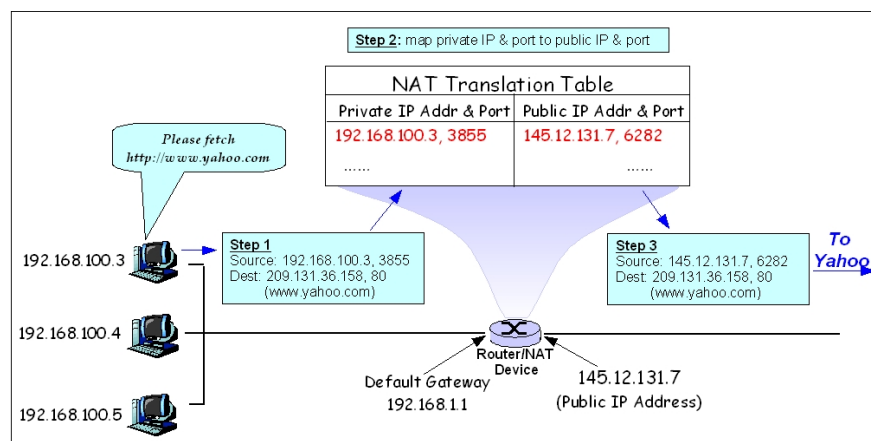 Step 2: map private IP & port to public IP & port
NAT Translation Table
Private IP Addr & Port
Public IP Addr & Port
192.168.100.3, 3855
145.12.131.7, 6282
......
......
Please fetch
http://www.yahoo.com
Step 1
Source: 192.168.100.3, 3855
Dest: 209.131.36.158, 80
(www.yahoo.com)
Step 3
Source: 145.12.131.7, 6282
Dest: 209.131.36.158, 80
(www.yahoo.com)
To
Yahoo
192.168.100.3
192.168.100.4
192.168.100.5
Router/NAT
Device
Default Gateway
192.168.1.1
145.12.131.7
(Public IP Address)